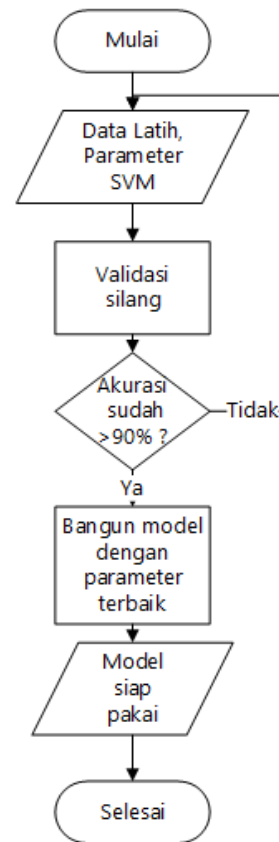 Mulai
Data Latih,
Parameter
SVM
Validasi
silang
Akurasi
sudah
>90% ?
Tidak
Ya
Bangun model
dengan
parameter
terbaik
Model
siap
pakai
Selesai